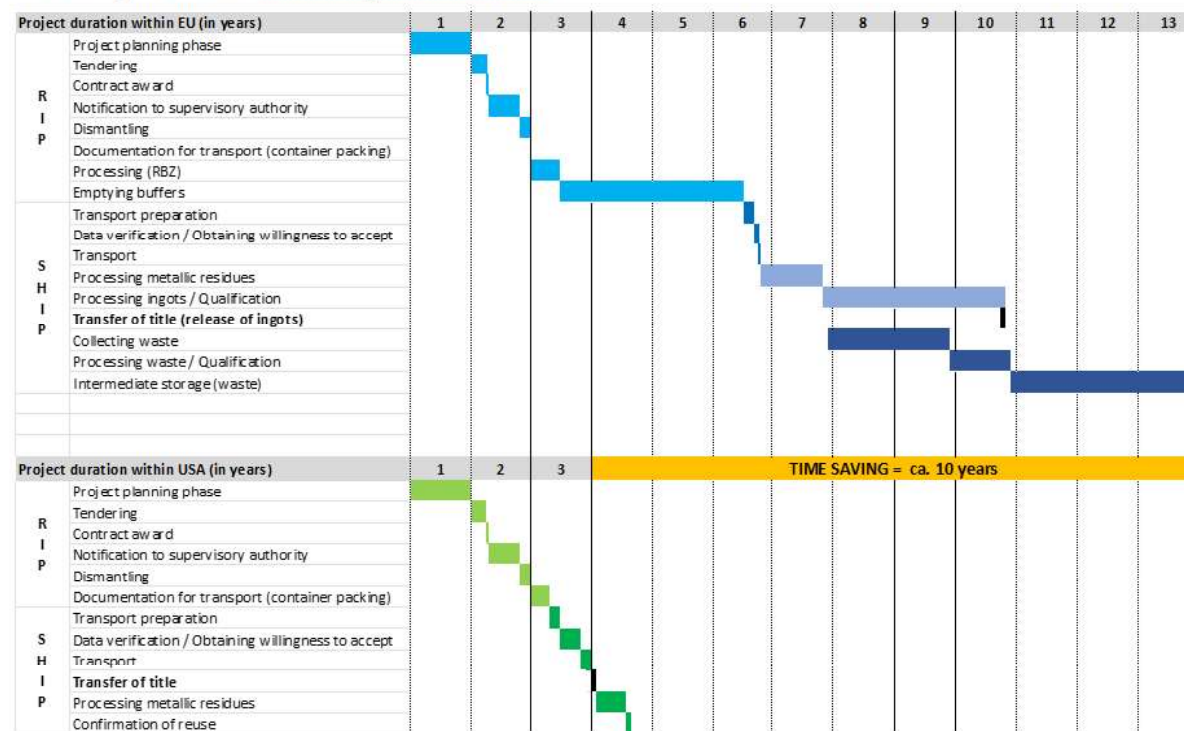 Project duration within EU (in years) 1 2 3 4 5 6 7 8 9 10 11 12 13
R
I
P
Project planning phase
Tendering
Contract award
Notification to supervisory authority
Dismantling
Documentation for transport (container packing)
Processing (RBZ)
Emptying buffers
S
H
I
P
Transport preparation
Data verification / Obtaining willingness to accept
Transport
Processing metallic residues
Processing ingots / Qualification
Transfer of title (release of ingots)
Collecting waste
Processing waste / Qualification
Intermediate storage (waste)
Project duration within USA (in years) 1 2 3 TIME SAVING = ca. 10 years
R
I
P
Project planning phase
Tendering
Contract award
Notification to supervisory authority
Dismantling
Documentation for transport (container packing)
S
H
I
P
Transport preparation
Data verification / Obtaining willingness to accept
Transport
Transfer of title
Processing metallic residues
Confirmation of reuse